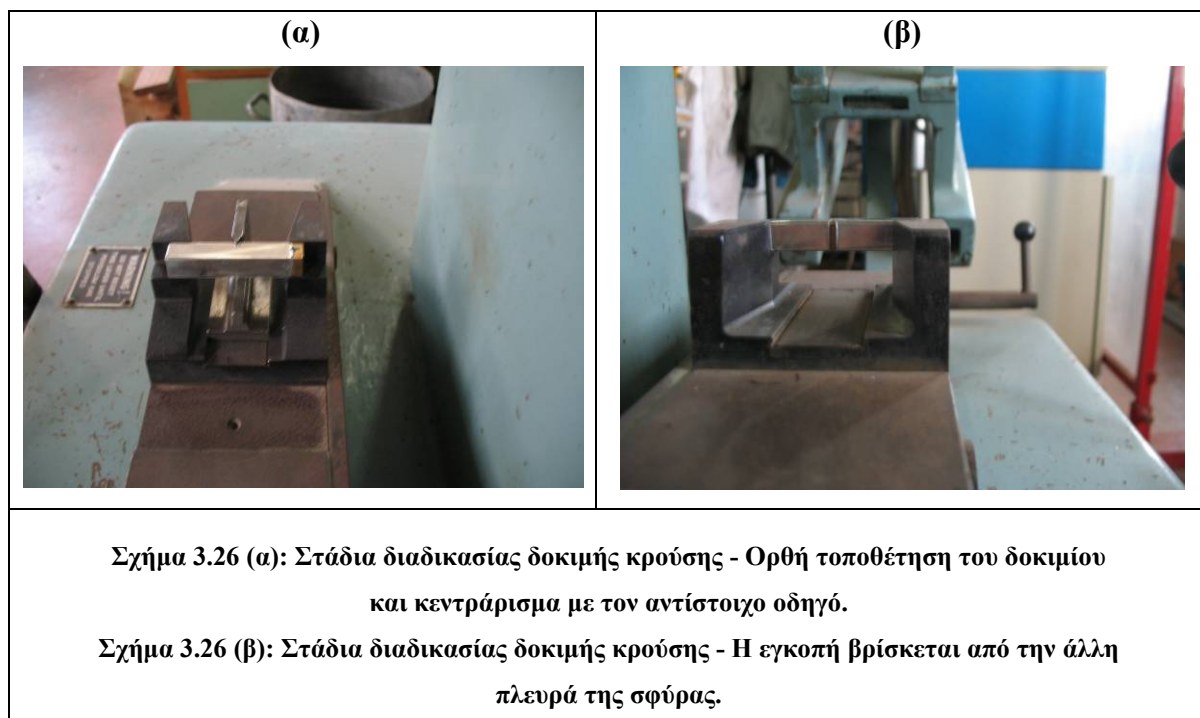 (α)
(β)
Σχήμα 3.26 (α): Στάδια διαδικασίας δοκιμής κρούσης - Ορθή τοποθέτηση του δοκιμίου
και κεντράρισμα με τον αντίστοιχο οδηγό.
Σχήμα 3.26 (β): Στάδια διαδικασίας δοκιμής κρούσης - Η εγκοπή βρίσκεται από την άλλη
πλευρά της σφύρας.